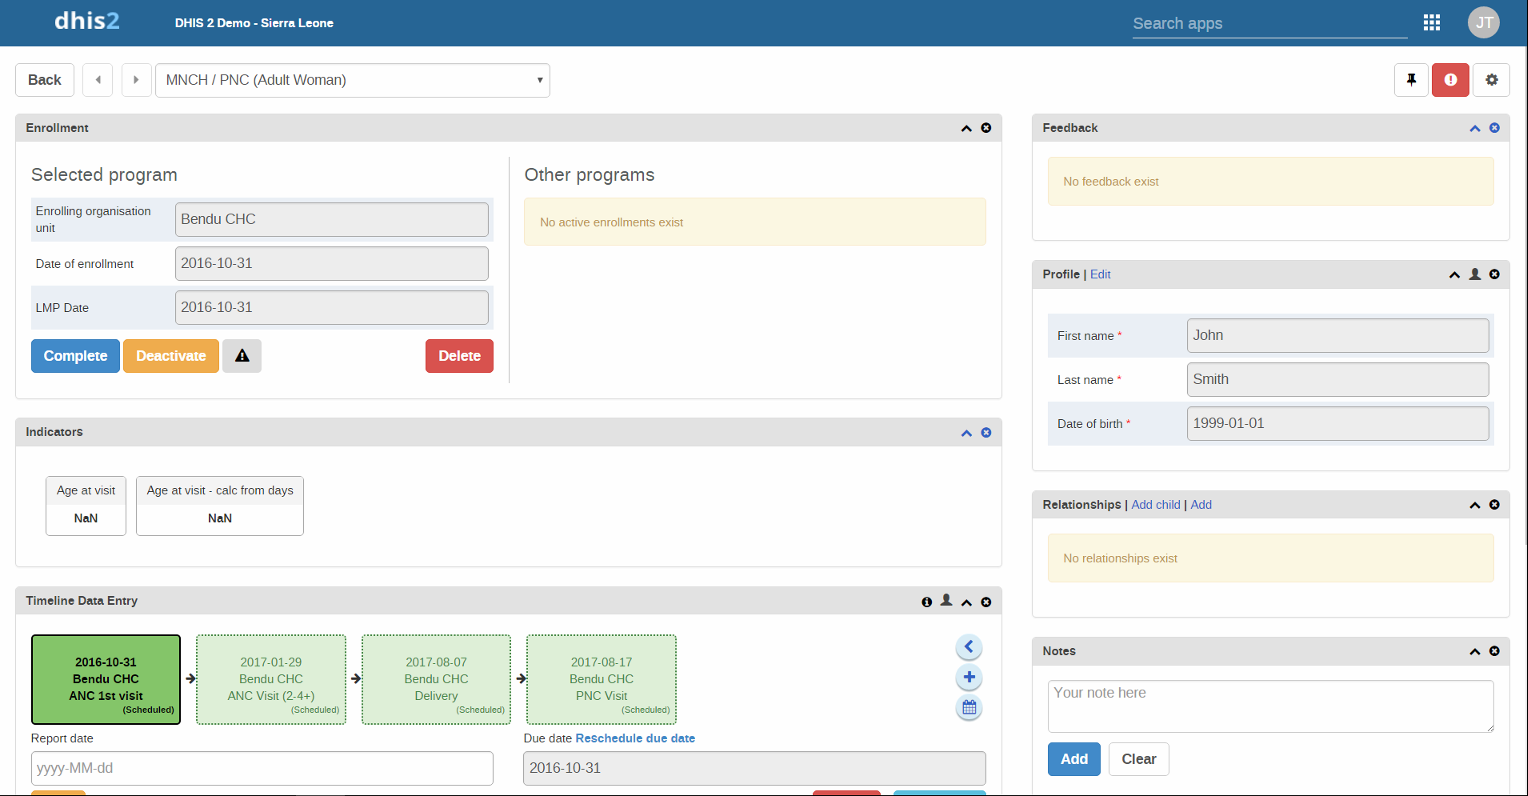 dhis2
DHIS 2 Demo - Sierra Leone
Search apps
JT
Back
MNCH / PNC (Adult Woman)
Enrollment
Selected program
Enrolling organisation
unit
Bendu CHC
Date of enrollment
2016-10-31
LMP Date
2016-10-31
Complete
Deactivate
Delete
Other programs
No active enrollments exist
Indicators
Age at visit
NaN
Age at visit - calc from days
NaN
Timeline Data Entry
2016-10-31
Bendu CHC
ANC 1st visit
(Scheduled)
2017-01-29
Bendu CHC
ANC Visit (2-4+)
(Scheduled)
2017-08-07
Bendu CHC
Delivery
(Scheduled)
2017-08-17
Bendu CHC
PNC Visit
(Scheduled)
Report date
yyyy-MM-dd
Due date Reschedule due date
2016-10-31
Feedback
No feedback exist
Profile | Edit
First name *
John
Last name *
Smith
Date of birth *
1999-01-01
Relationships | Add child | Add
No relationships exist
Notes
Your note here
Add
Clear